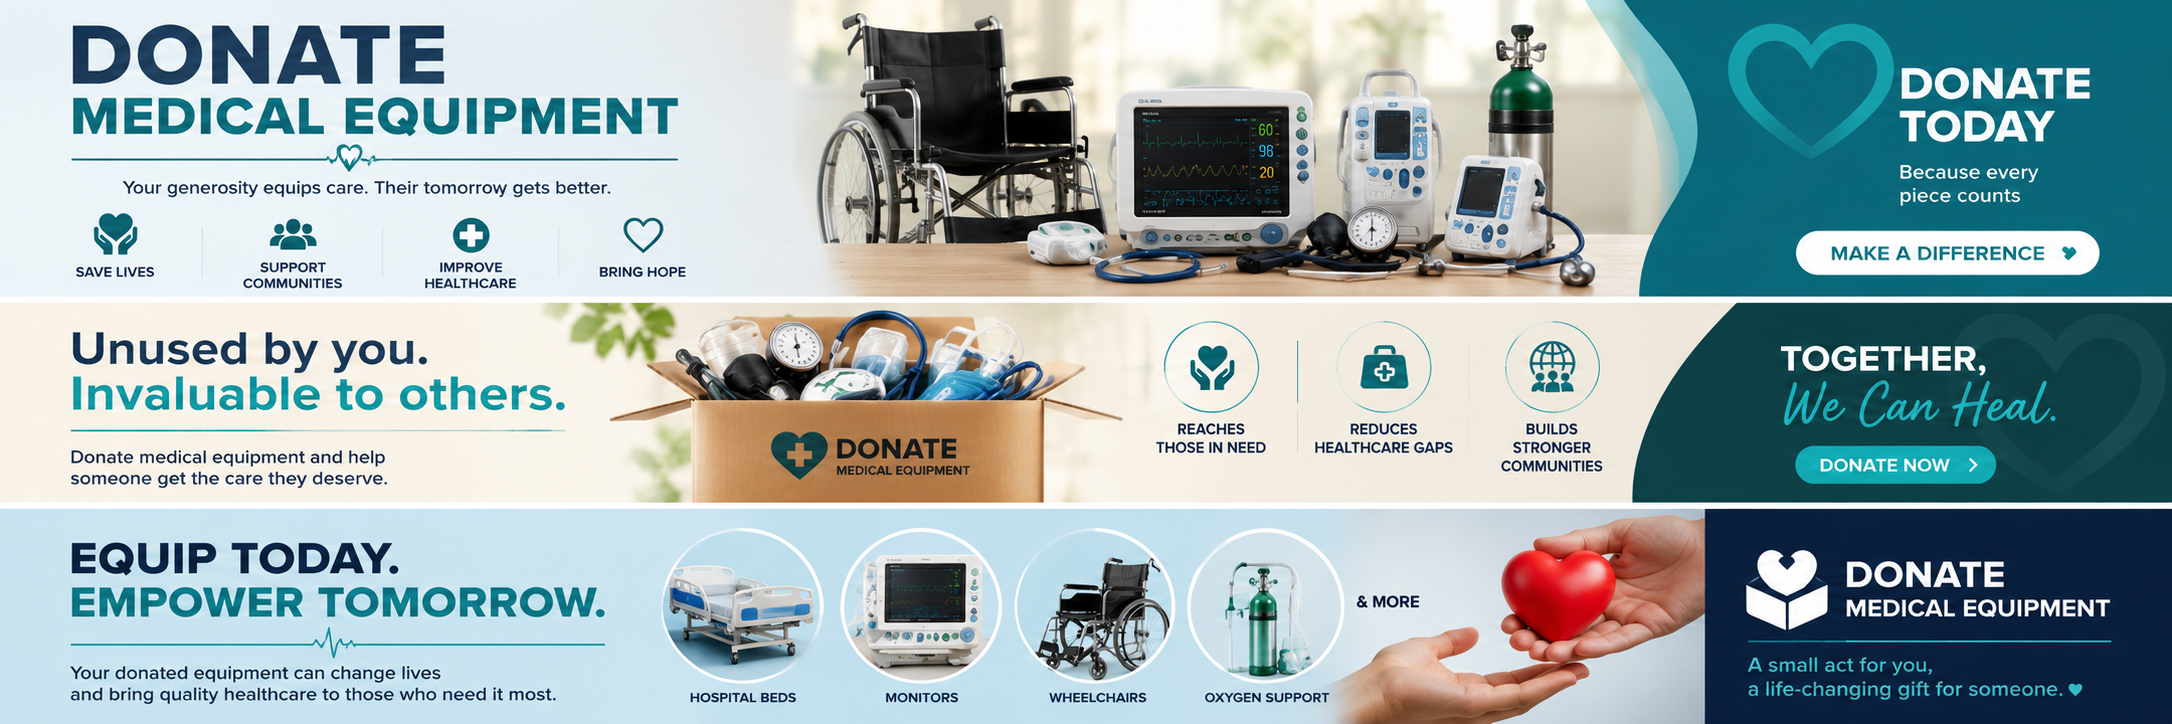 DONATE
MEDICAL EQUIPMENT
Your generosity equips care. Their tomorrow gets better.
SAVE LIVES
SUPPORT
COMMUNITIES
IMPROVE
HEALTHCARE
BRING HOPE
60
98
20
DONATE
TODAY
Because every
piece counts
MAKE A DIFFERENCE
Unused by you.
Invaluable to others.
Donate medical equipment and help
someone get the care they deserve.
DONATE
MEDICAL EQUIPMENT
REACHES
THOSE IN NEED
REDUCES
HEALTHCARE GAPS
BUILDS
STRONGER
COMMUNITIES
TOGETHER,
We Can Heal.
DONATE NOW
EQUIP TODAY.
EMPOWER TOMORROW.
Your donated equipment can change lives
and bring quality healthcare to those who need it most.
HOSPITAL BEDS
MONITORS
WHEELCHAIRS
OXYGEN SUPPORT
& MORE
DONATE
MEDICAL EQUIPMENT
A small act for you,
a life-changing gift for someone.